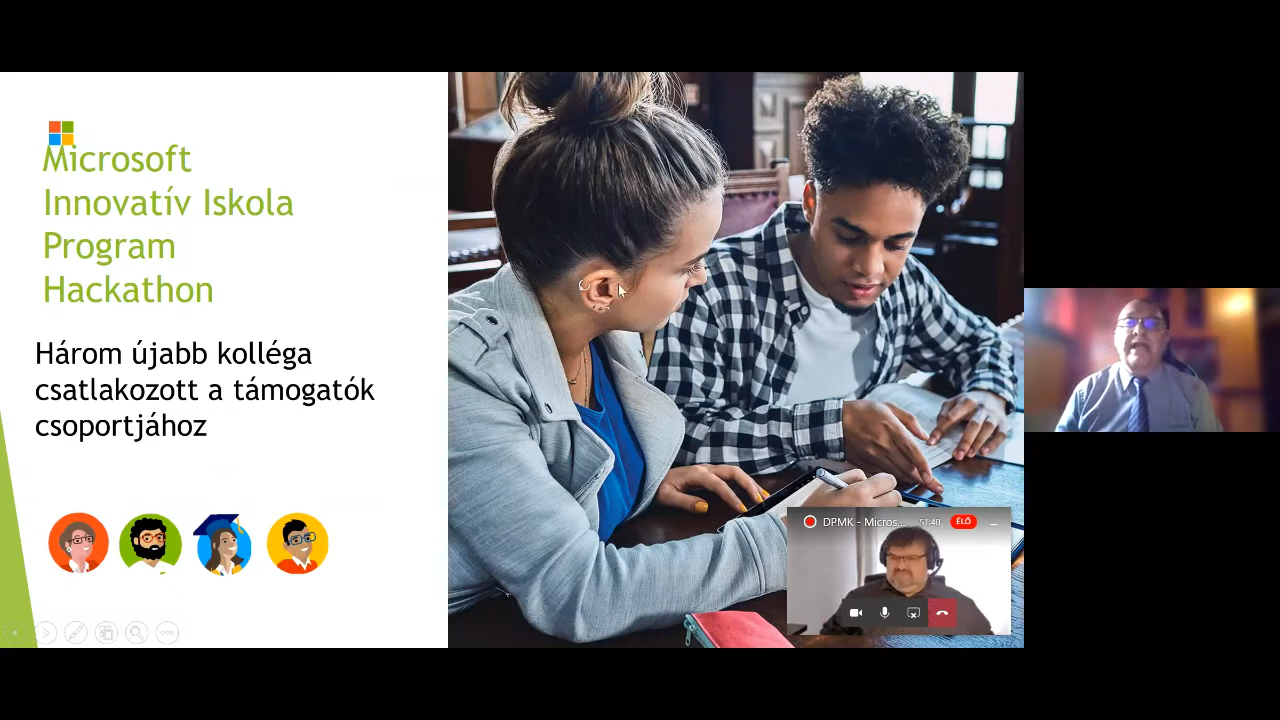 Microsoft
Innovatív Iskola
Program
Hackathon
Három újabb kolléga
csatlakozott a támogatók
csoportjához
DPMK - Micros... 51:40 ÉLŐ